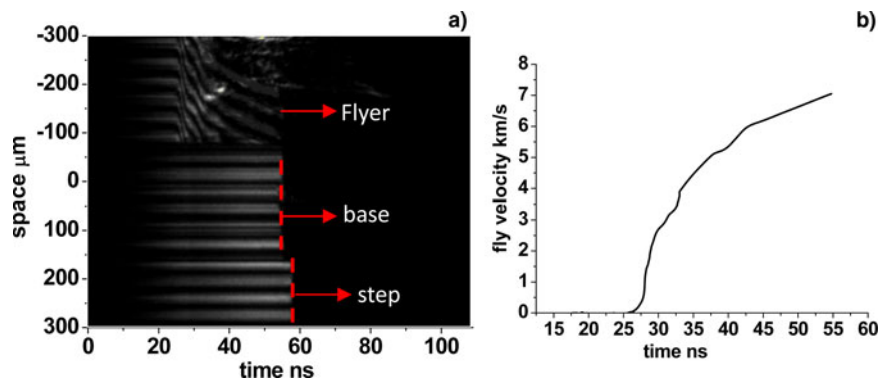 a)
-300
-200
-100
0
100
200
300
space μm
Flyer
base
step
0 20 40 60 80 100
time ns
b)
8
7
6
5
4
3
2
1
0
fly velocity km/s
15 20 25 30 35 40 45 50 55 60
time ns